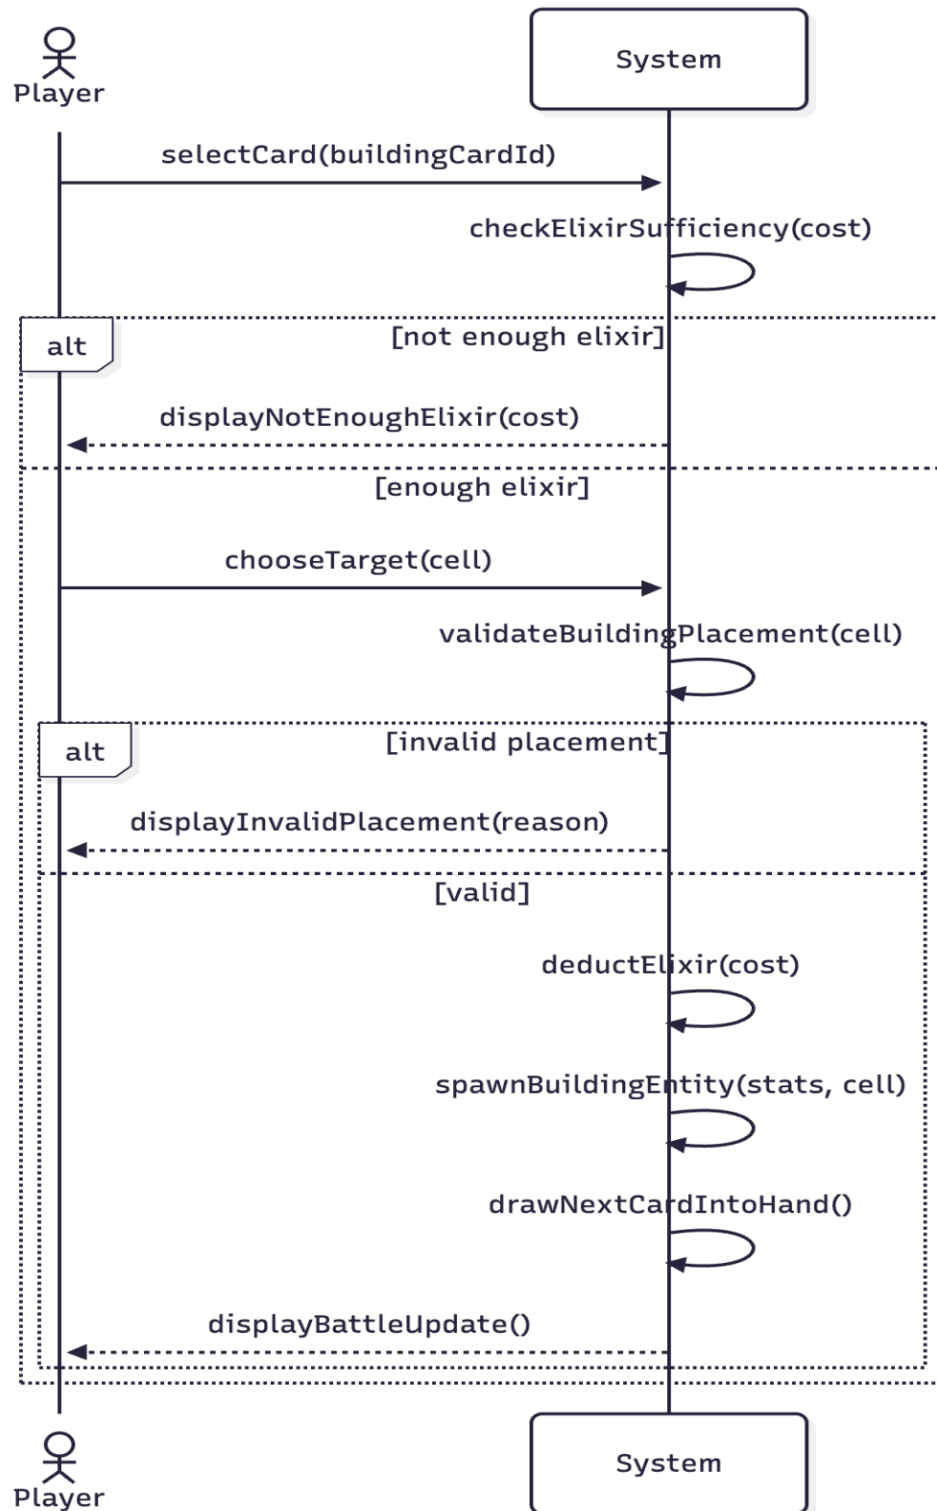 System
Player
selectCard(buildingCardId)
checkElixirSufficiency(cost)
alt
[not enough elixir]
displayNotEnoughElixir(cost)
[enough elixir]
chooseTarget(cell)
validateBuildingPlacement(cell)
alt
[invalid placement]
displayInvalidPlacement(reason)
[valid]
deductElixir(cost)
spawnBuildingEntity(stats, cell)
drawNextCardIntoHand()
displayBattleUpdate()
System
Player